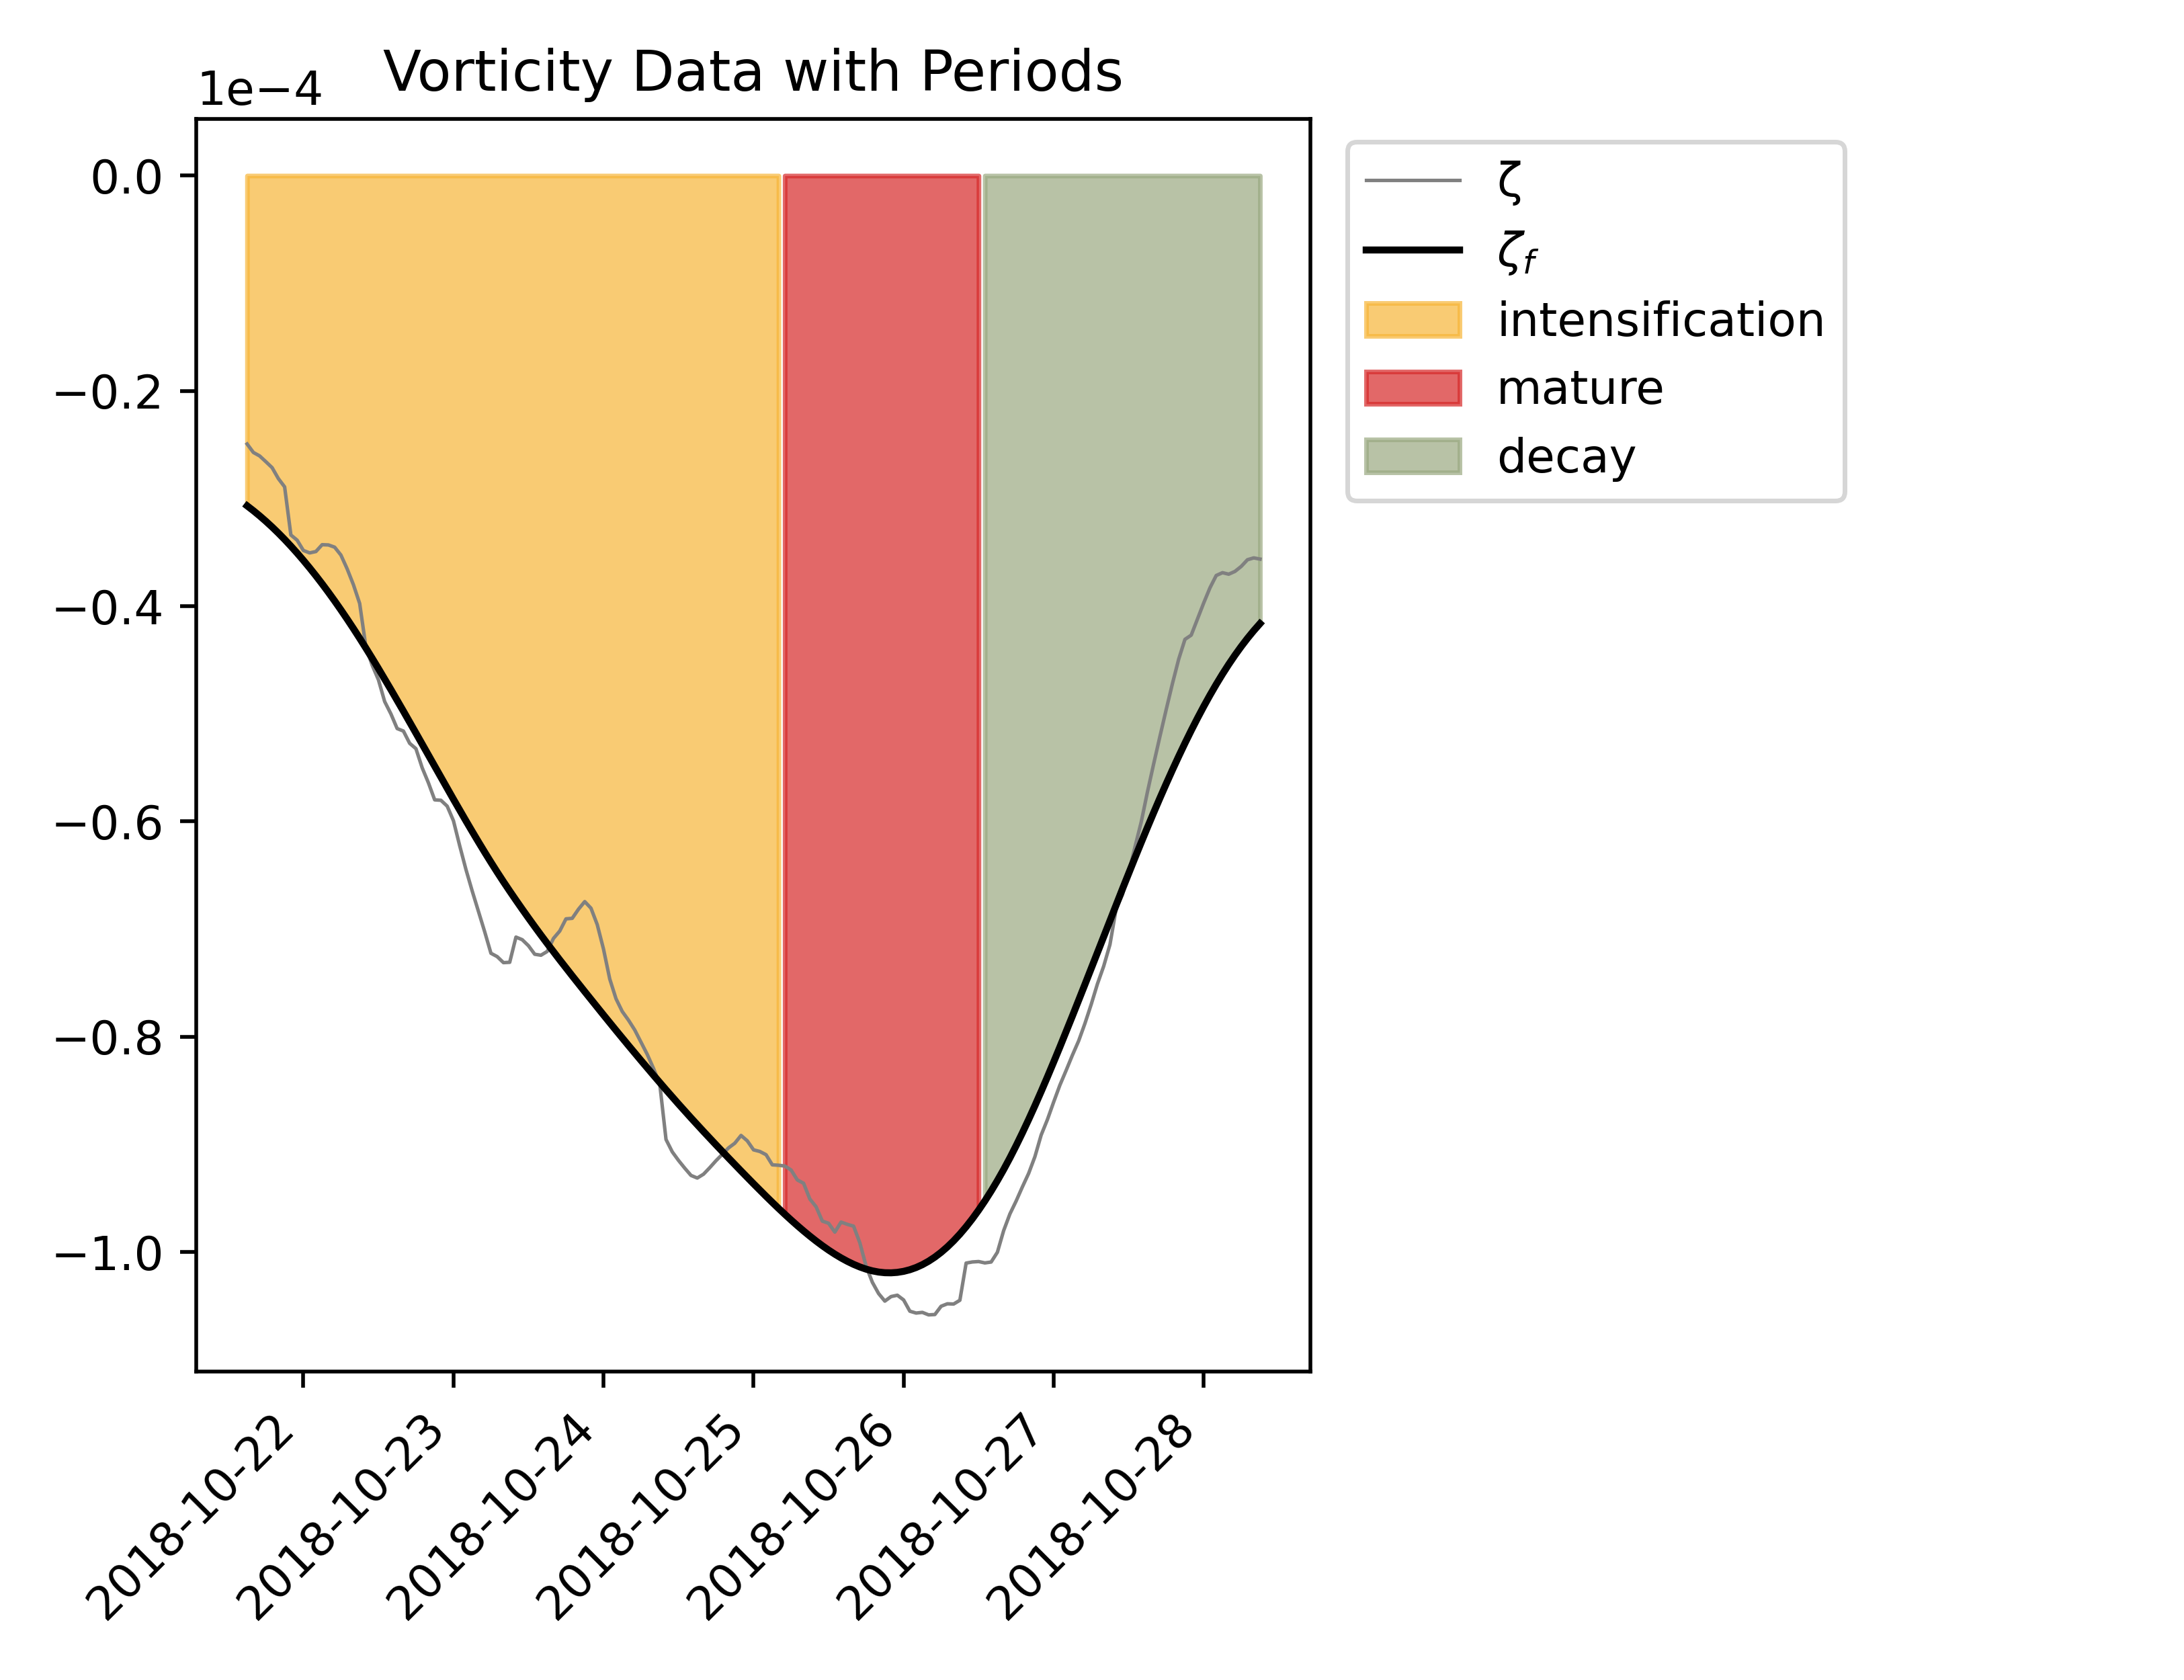 Vorticity Data with Periods
1e−4
0.0
−0.2
−0.4
−0.6
−0.8
−1.0
2018-10-22
2018-10-23
2018-10-24
2018-10-25
2018-10-26
2018-10-27
2018-10-28
ζ
ζf
intensification
mature
decay